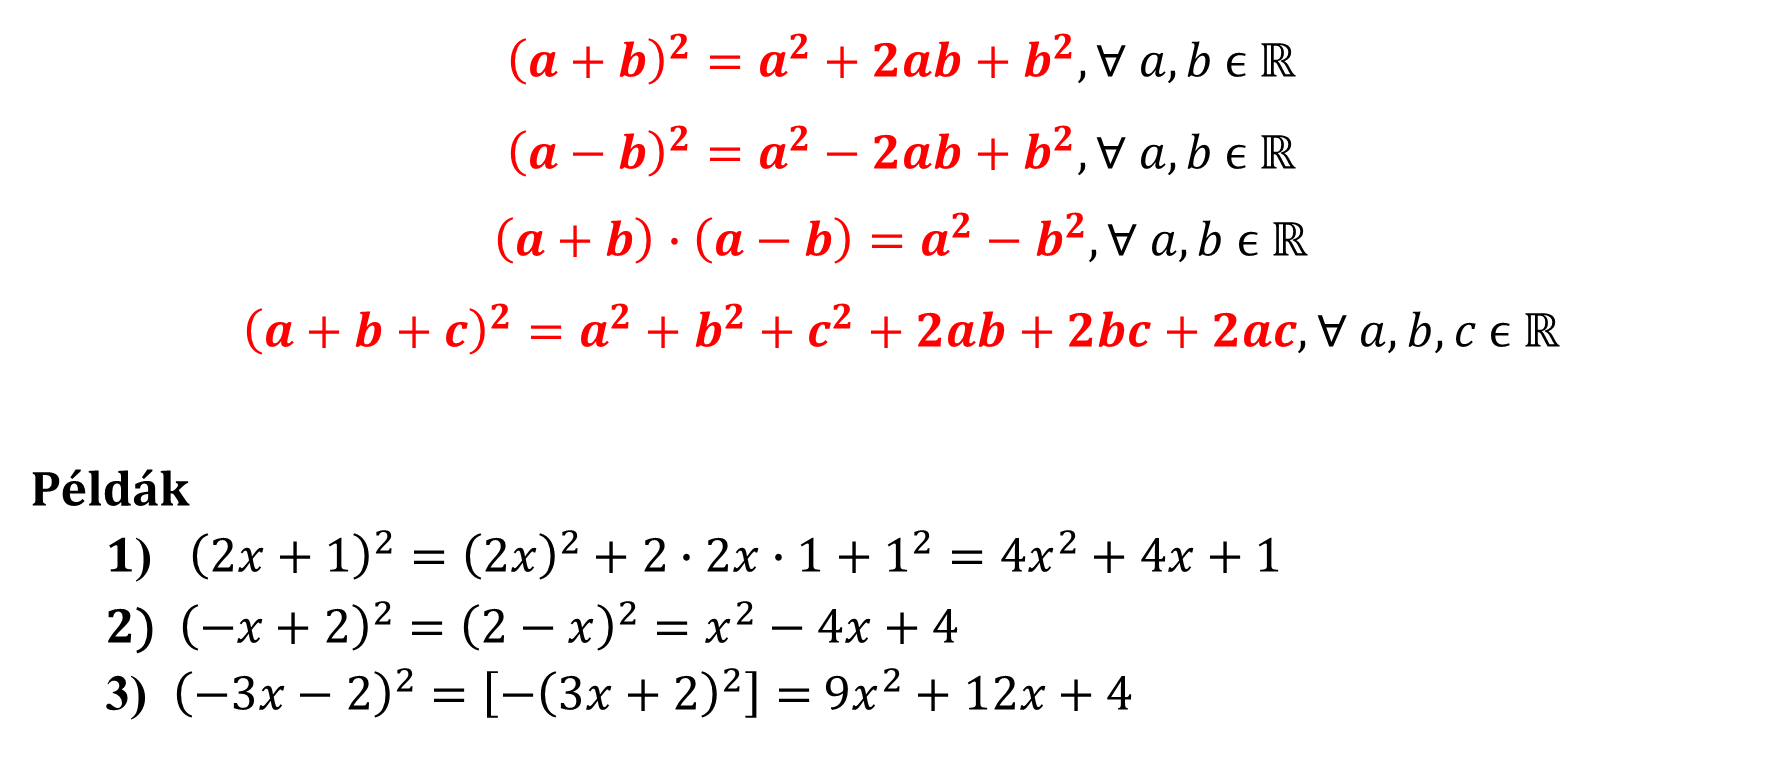 (a + b)² = a² + 2ab + b², ∀ a, b ϵ ℝ
(a − b)² = a² − 2ab + b², ∀ a, b ϵ ℝ
(a + b) · (a − b) = a² − b², ∀ a, b ϵ ℝ
(a + b + c)² = a² + b² + c² + 2ab + 2bc + 2ac, ∀ a, b, c ϵ ℝ
Példák
1) (2x + 1)² = (2x)² + 2 · 2x · 1 + 1² = 4x² + 4x + 1
2) (−x + 2)² = (2 − x)² = x² − 4x + 4
3) (−3x − 2)² = [−(3x + 2)²] = 9x² + 12x + 4